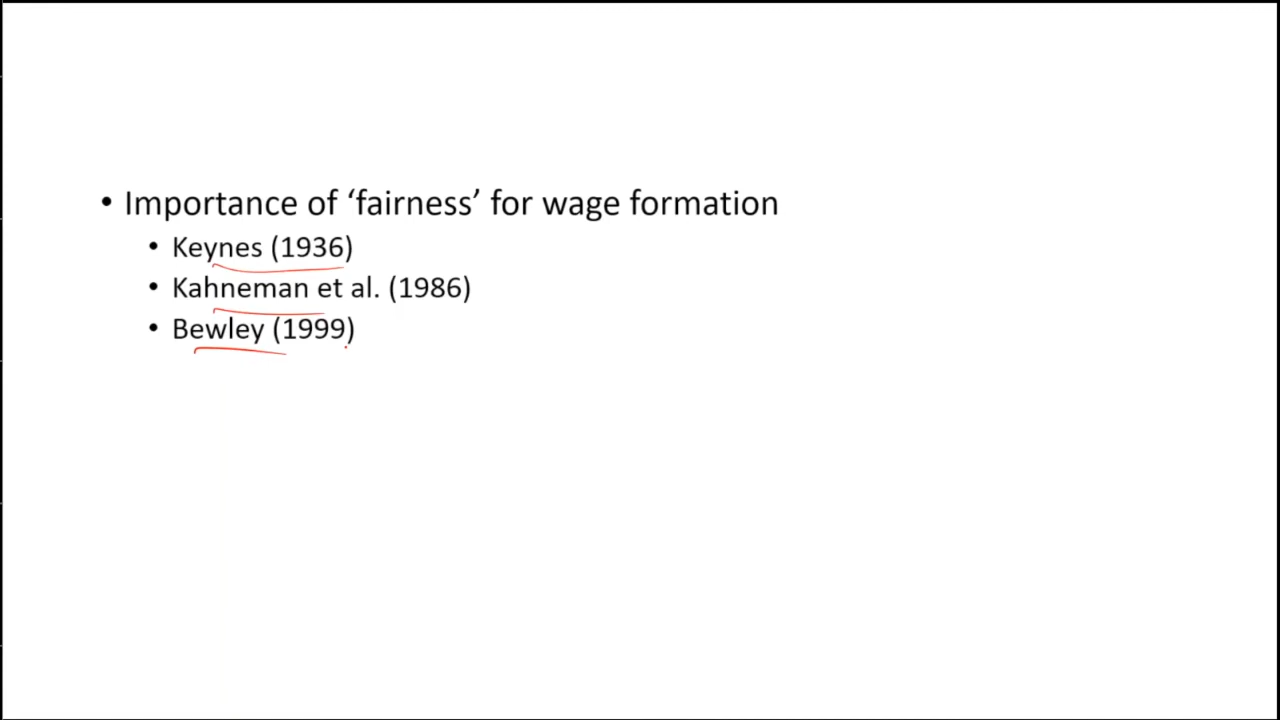 • Importance of ‘fairness’ for wage formation
• Keynes (1936)
• Kahneman et al. (1986)
• Bewley (1999)